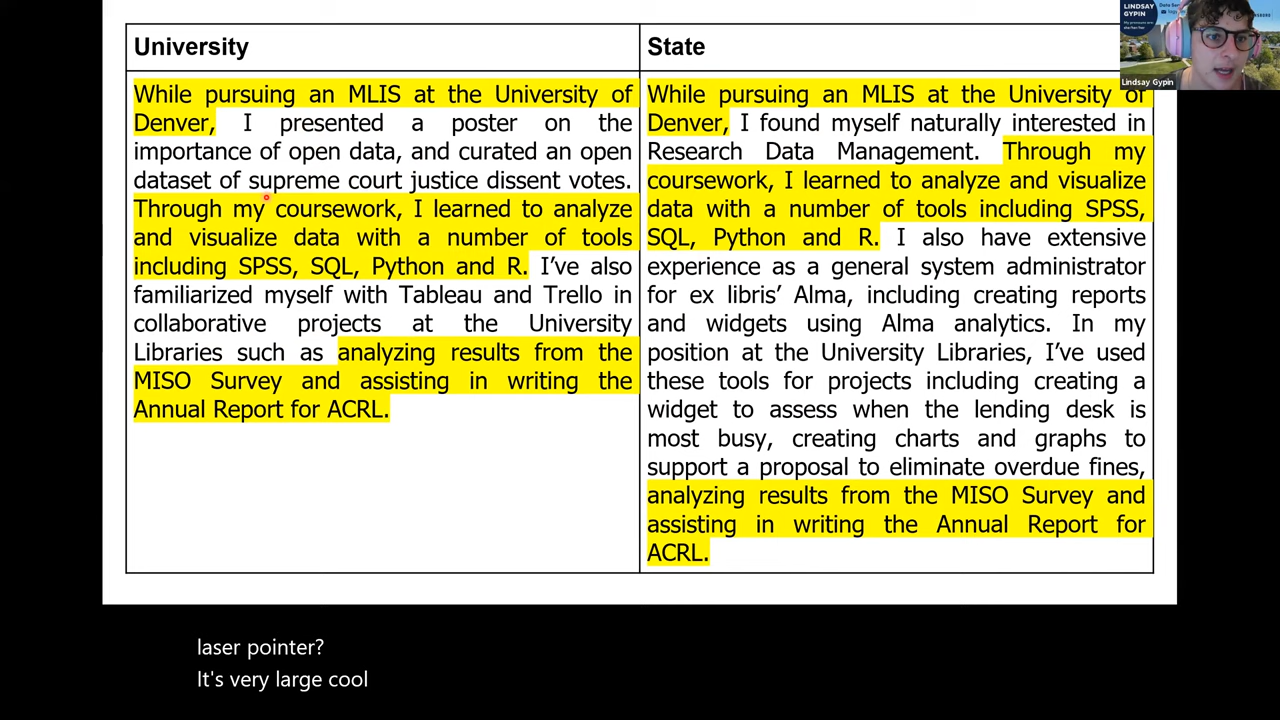 University
While pursuing an MLIS at the University of
Denver, I presented a poster on the
importance of open data, and curated an open
dataset of supreme court justice dissent votes.
Through my coursework, I learned to analyze
and visualize data with a number of tools
including SPSS, SQL, Python and R. I’ve also
familiarized myself with Tableau and Trello in
collaborative projects at the University
Libraries such as analyzing results from the
MISO Survey and assisting in writing the
Annual Report for ACRL.
State
While pursuing an MLIS at the University of
Denver, I found myself naturally interested in
Research Data Management. Through my
coursework, I learned to analyze and visualize
data with a number of tools including SPSS,
SQL, Python and R. I also have extensive
experience as a general system administrator
for ex libris’ Alma, including creating reports
and widgets using Alma analytics. In my
position at the University Libraries, I’ve used
these tools for projects including creating a
widget to assess when the lending desk is
most busy, creating charts and graphs to
support a proposal to eliminate overdue fines,
analyzing results from the MISO Survey and
assisting in writing the Annual Report for
ACRL.
LINDSAY
GYPIN
My pronouns are
she/her/hers
Lindsay Gypin
laser pointer?
It's very large cool